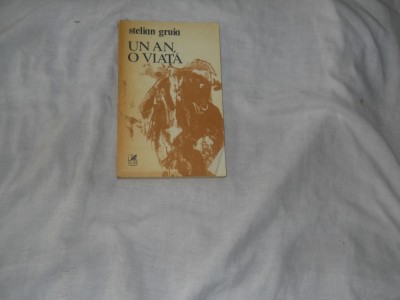 stelian gruia
UN AN,
O VIAȚĂ